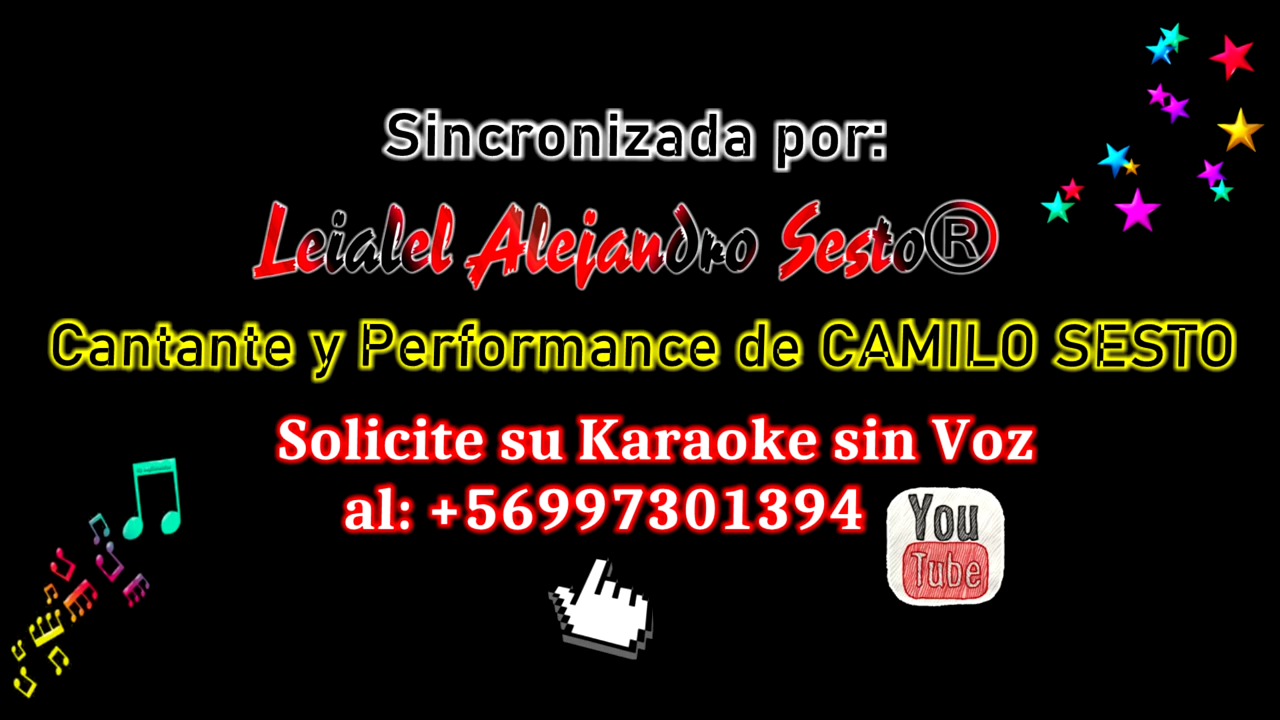 Sincronizada por:
Leialel Alejandro Sesto®
Cantante y Performance de CAMILO SESTO
Solicite su Karaoke sin Voz
al: +56997301394
You
Tube